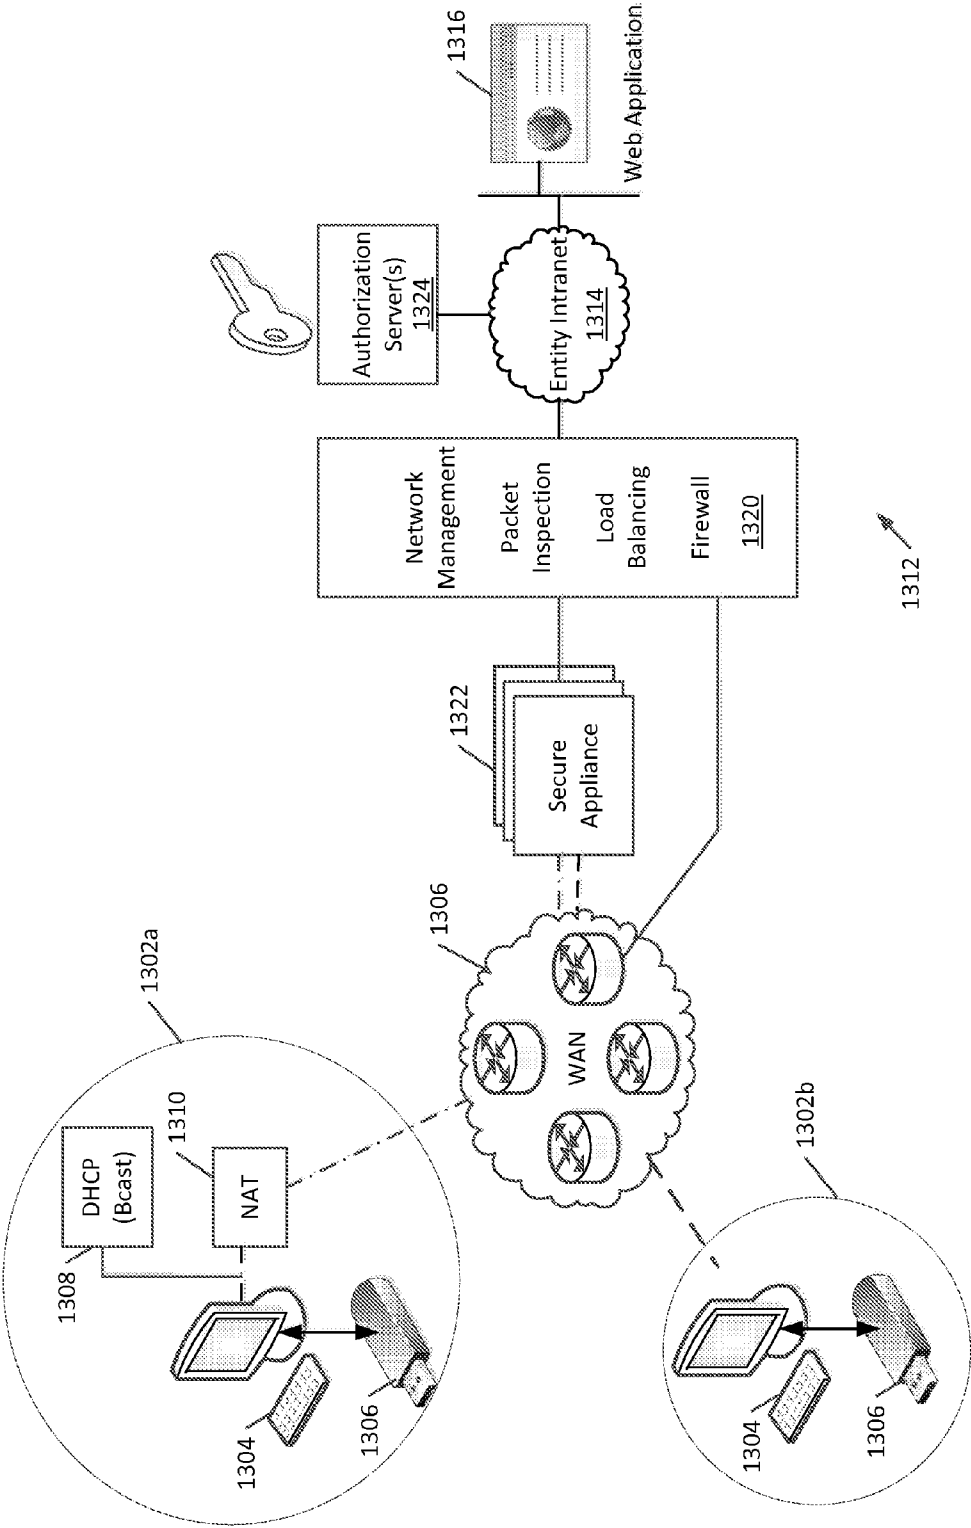 1302a
DHCP
(Bcast)
1308
1310
NAT
1304
1306
1306
WAN
1302b
1304
1306
1322
Secure
Appliance
Network
Management
Packet
Inspection
Load
Balancing
Firewall
1320
1312
Authorization
Server(s)
1324
Entity Intranet
1314
1316
Web Application